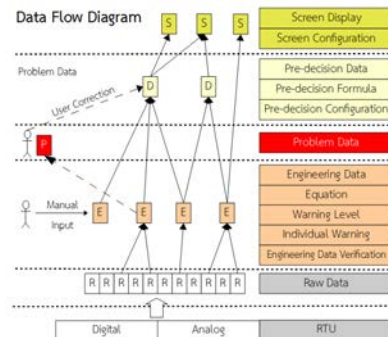 Data Flow Diagram
S S S
Screen Display
Screen Configuration
Problem Data
User Correction
D D
Pre-decision Data
Pre-decision Formula
Pre-decision Configuration
P
Problem Data
Manual
Input
E E E E
Engineering Data
Equation
Warning Level
Individual Warning
Engineering Data Verification
R R R R R R R R R R R R
Raw Data
Digital
Analog
RTU